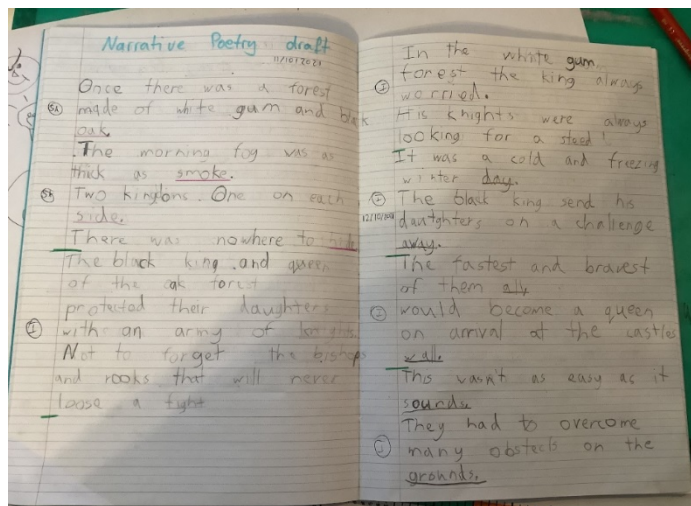 Narrative Poetry draft
11/10/2021
Once there was a forest
made of white gum and black
oak.
The morning fog was as
thick as smoke.
Two kingdons. One on each
side.
There was nowhere to hide
The black king and queen
of the oak forest
protected their daughters
with an army of knights
Not to forget the bishops
and rooks that will never
loose a fight
In the white gum
forest the king always
worried.
His knights were always
looking for a steed!
It was a cold and freezing
winter day.
The black king send his
daughters on a challenge
away.
The fastest and bravest
of them all,
would become a queen
on arrival at the castles
wall.
This wasn't as easy as it
sounds
They had to overcome
many obstecls on the
grounds.